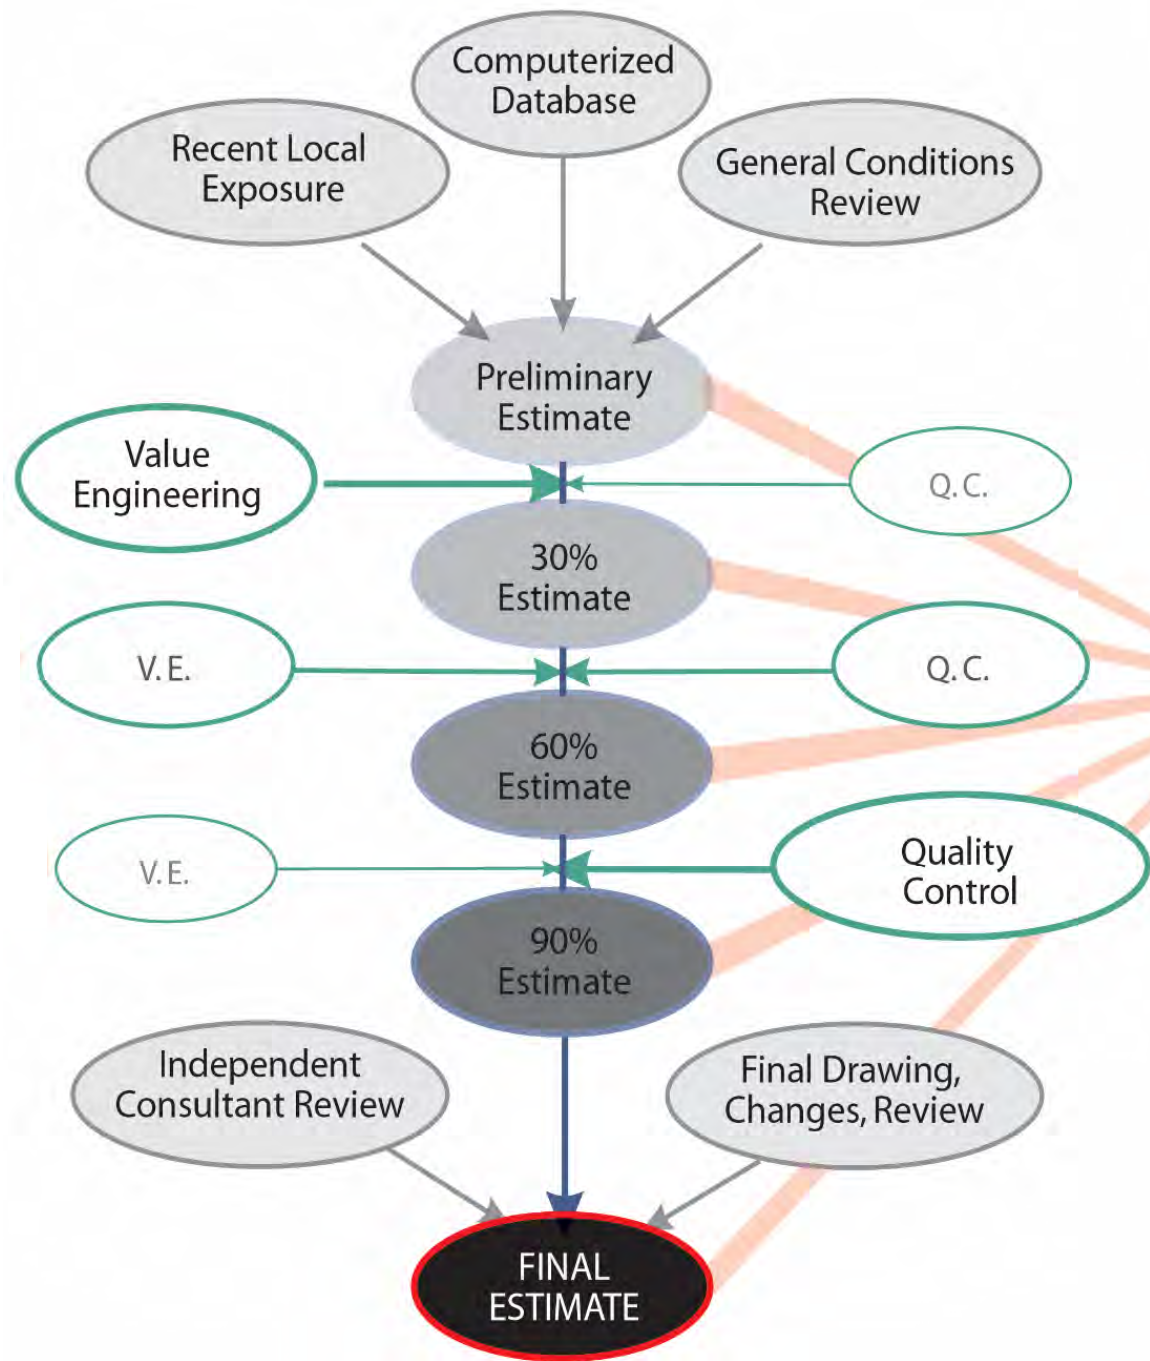 Computerized
Database
Recent Local
Exposure
General Conditions
Review
Preliminary
Estimate
Value
Engineering
Q.C.
30%
Estimate
V.E.
Q.C.
60%
Estimate
V.E.
Quality
Control
90%
Estimate
Independent
Consultant Review
Final Drawing,
Changes, Review
FINAL
ESTIMATE